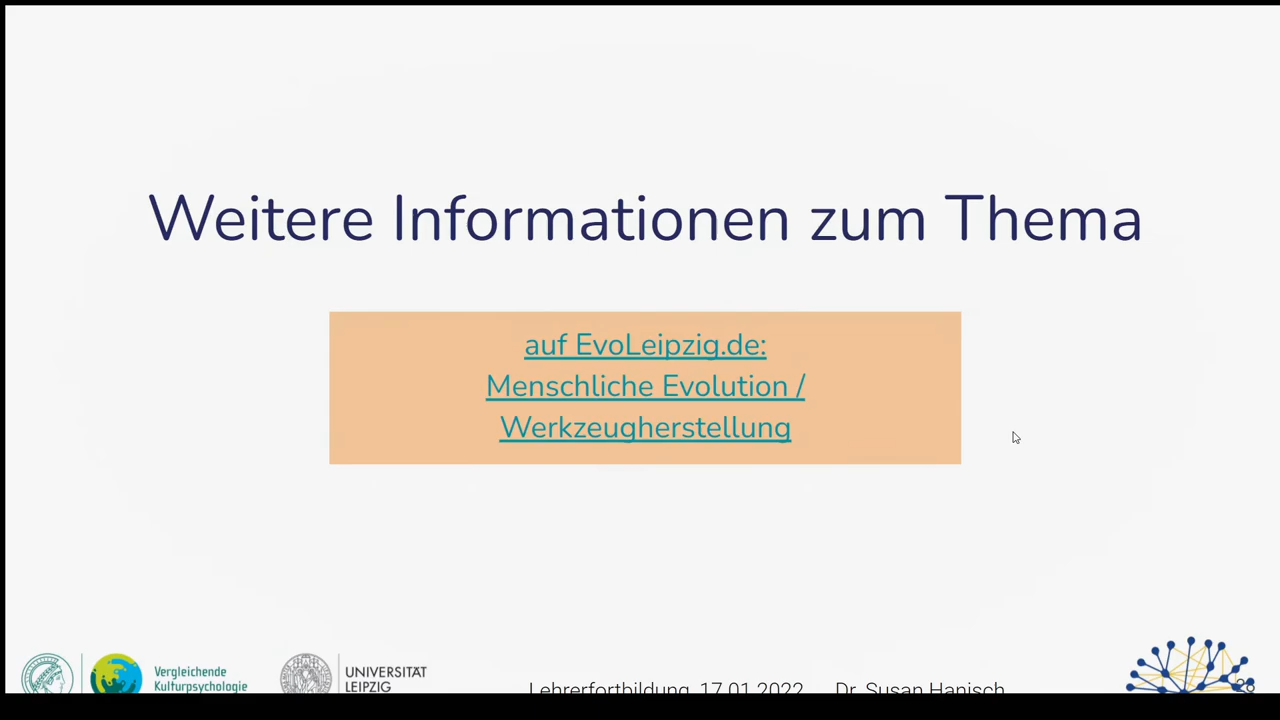 Weitere Informationen zum Thema
auf EvoLeipzig.de:
Menschliche Evolution /
Werkzeugherstellung
Vergleichende
Kulturpsychologie
UNIVERSITÄT
LEIPZIG
Lehrerfortbildung, 17.01.2022 Dr. Susan Hanisch
28